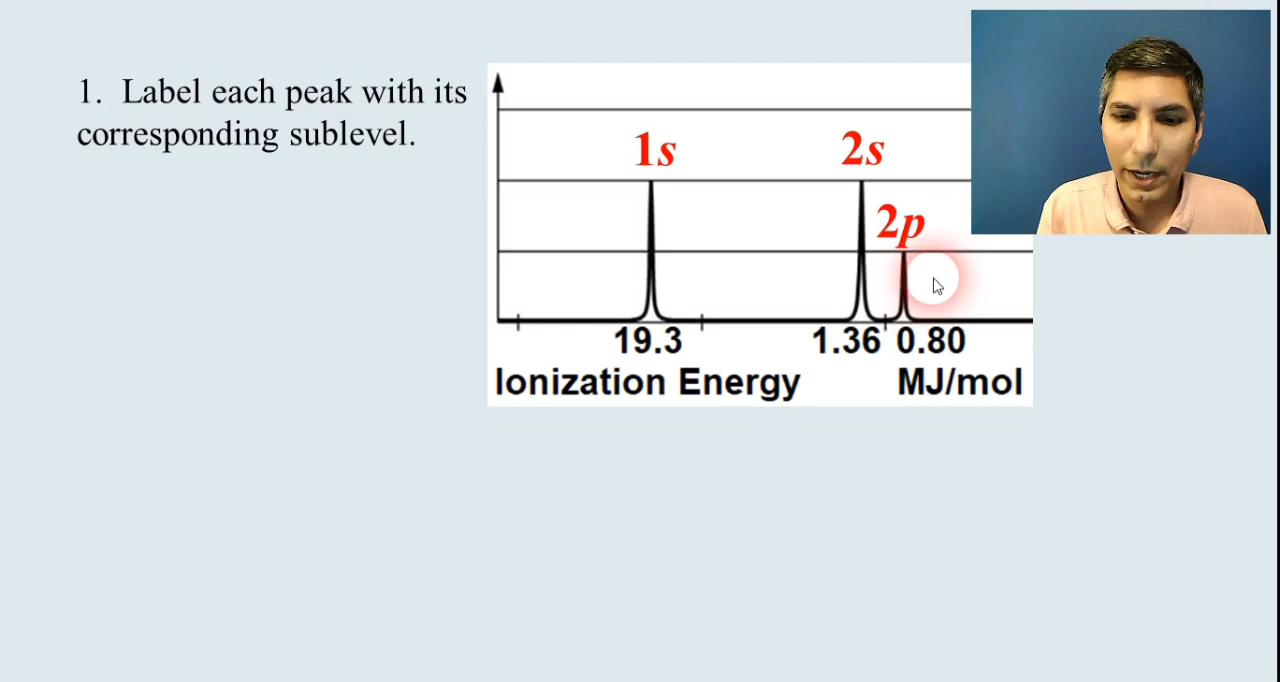 1. Label each peak with its
corresponding sublevel.
1s
2s
2p
19.3
1.36
0.80
Ionization Energy
MJ/mol